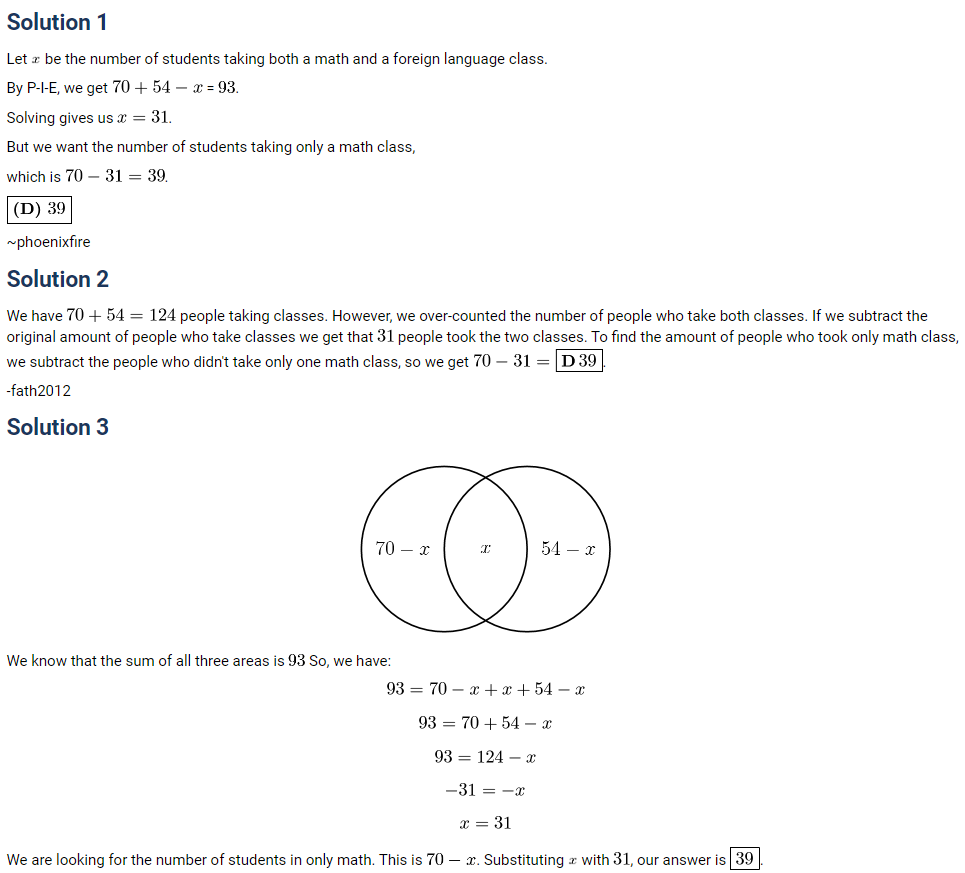 Solution 1
Let x be the number of students taking both a math and a foreign language class.
By P-I-E, we get 70 + 54 − x = 93.
Solving gives us x = 31.
But we want the number of students taking only a math class,
which is 70 − 31 = 39.
(D) 39
~phoenixfire
Solution 2
We have 70 + 54 = 124 people taking classes. However, we over-counted the number of people who take both classes. If we subtract the
original amount of people who take classes we get that 31 people took the two classes. To find the amount of people who took only math class,
we subtract the people who didn't take only one math class, so we get 70 − 31 = D 39.
-fath2012
Solution 3
70 − x x 54 − x
We know that the sum of all three areas is 93 So, we have:
93 = 70 − x + x + 54 − x
93 = 70 + 54 − x
93 = 124 − x
−31 = −x
x = 31
We are looking for the number of students in only math. This is 70 − x. Substituting x with 31, our answer is 39.